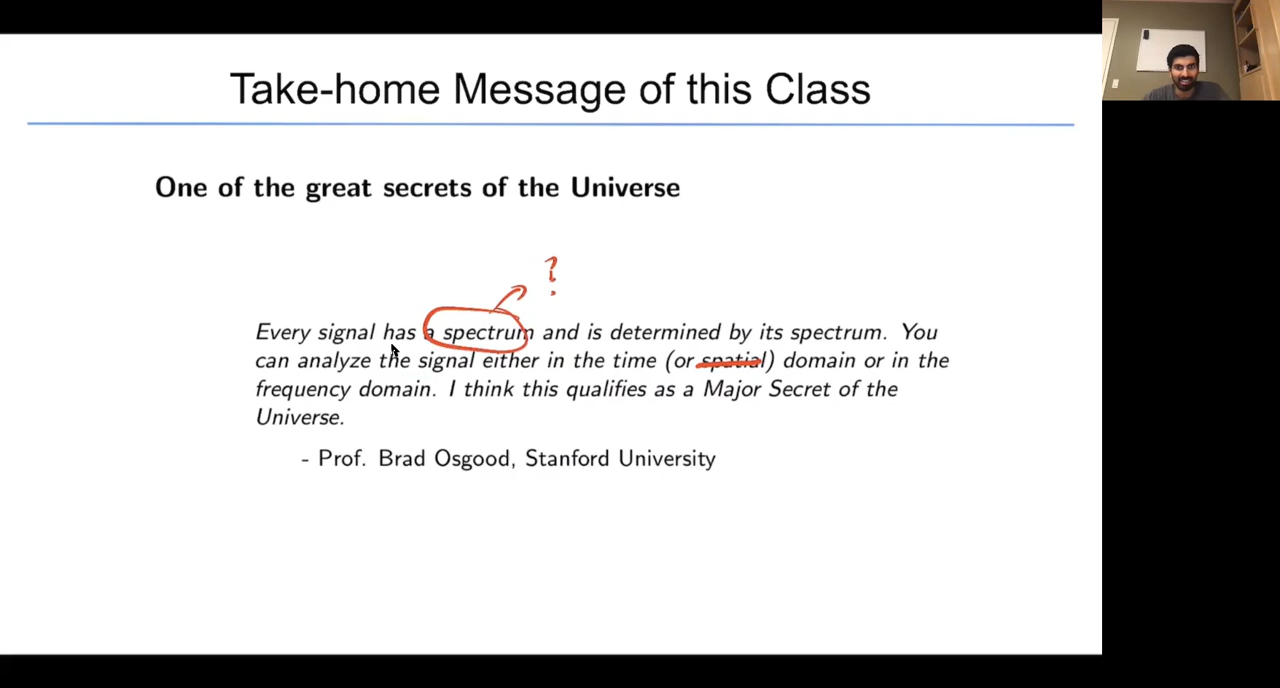 Take-home Message of this Class
One of the great secrets of the Universe
?
Every signal has a spectrum and is determined by its spectrum. You
can analyze the signal either in the time (or spatial) domain or in the
frequency domain. I think this qualifies as a Major Secret of the
Universe.
- Prof. Brad Osgood, Stanford University